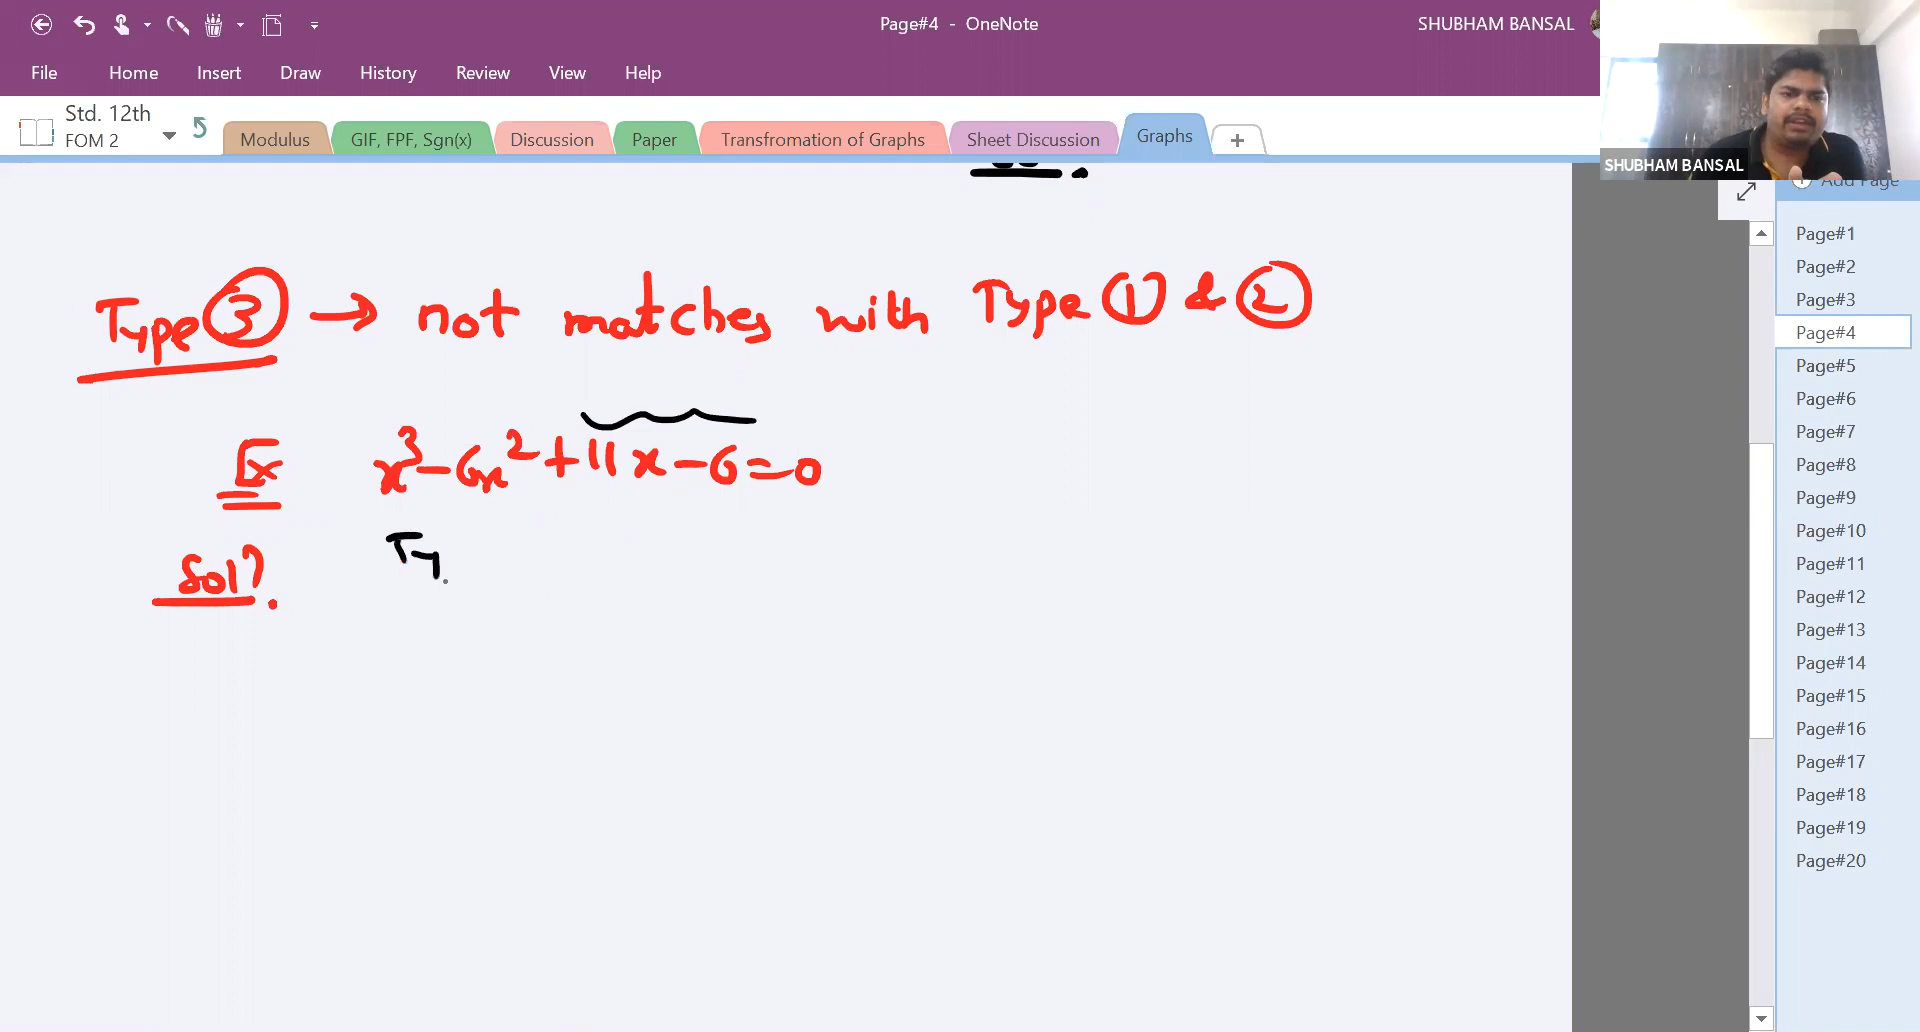 Page#4 - OneNote
SHUBHAM BANSAL
File Home Insert Draw History Review View Help
Std. 12th
FOM 2
Modulus GIF, FPF, Sgn(x) Discussion Paper Transfromation of Graphs Sheet Discussion Graphs +
SHUBHAM BANSAL
Add Page
Type ③ → not matches with Type ① & ②
Ex x³-6x²+11x-6=0
Sol?
Ty
Page#1
Page#2
Page#3
Page#4
Page#5
Page#6
Page#7
Page#8
Page#9
Page#10
Page#11
Page#12
Page#13
Page#14
Page#15
Page#16
Page#17
Page#18
Page#19
Page#20